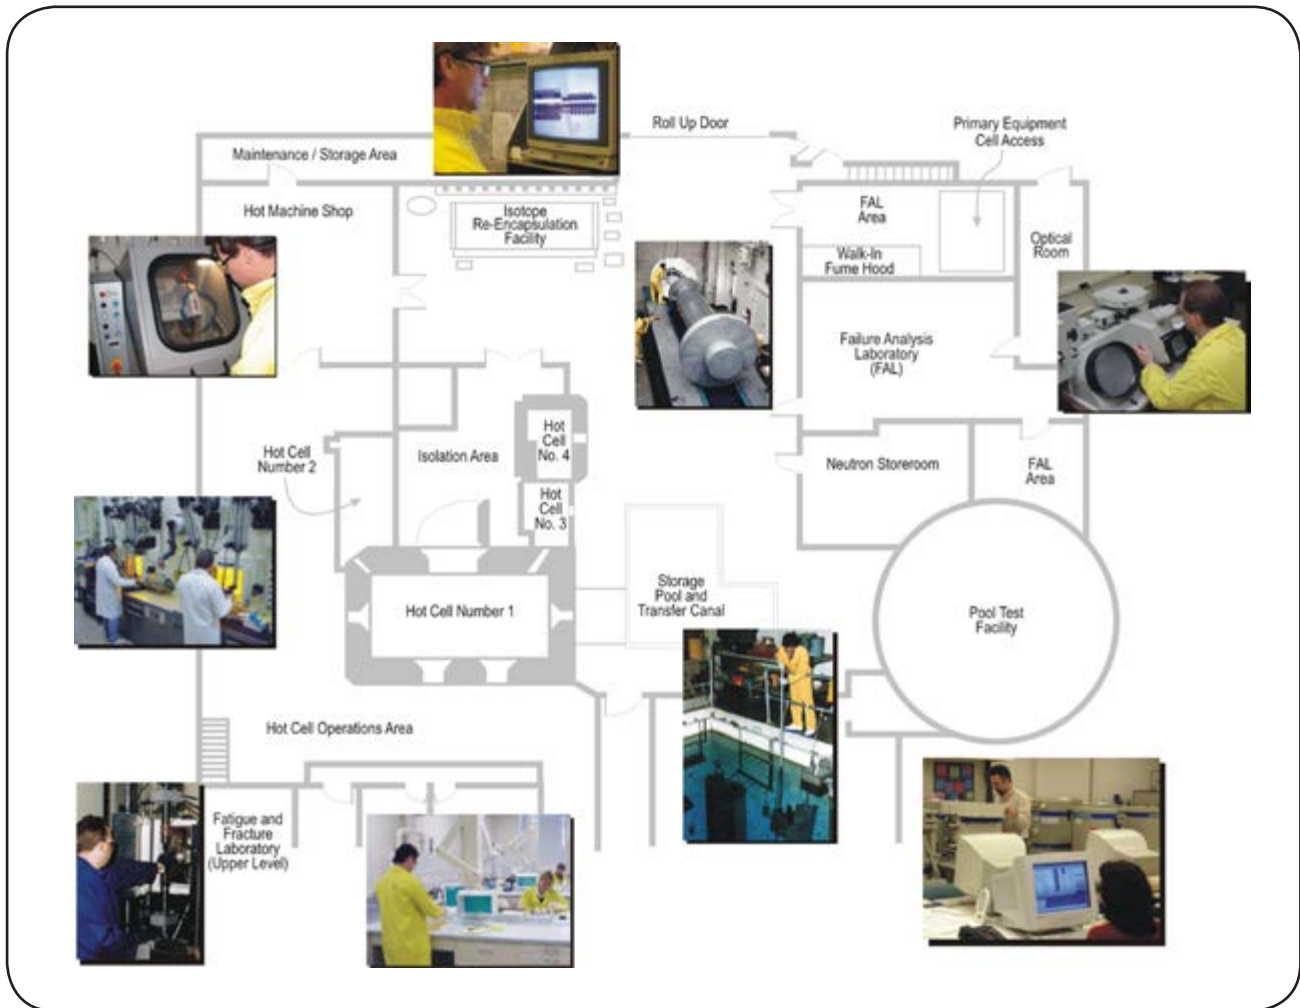 Roll Up Door
Primary Equipment
Cell Access
Maintenance / Storage Area
Hot Machine Shop
Isotope
Re-Encapsulation
Facility
FAL
Area
Walk-In
Fume Hood
Optical
Room
Failure Analysis
Laboratory
(FAL)
Hot Cell
Number 2
Isolation Area
Hot
Cell
No. 4
Hot
Cell
No. 3
Neutron Storeroom
FAL
Area
Hot Cell Number 1
Storage
Pool and
Transfer Canal
Pool Test
Facility
Hot Cell Operations Area
Fatigue and
Fracture
Laboratory
(Upper Level)